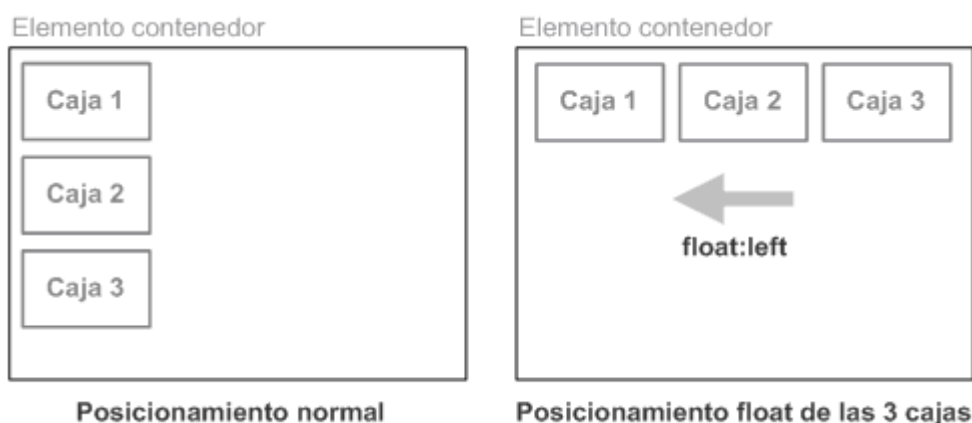 Elemento contenedor
Caja 1
Caja 2
Caja 3
Posicionamiento normal
Elemento contenedor
Caja 1 Caja 2 Caja 3
float:left
Posicionamiento float de las 3 cajas